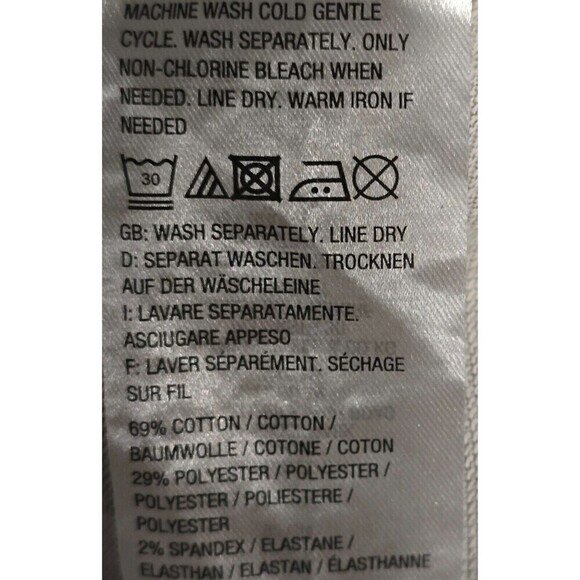 MACHINE WASH COLD GENTLE
CYCLE. WASH SEPARATELY. ONLY
NON-CHLORINE BLEACH WHEN
NEEDED. LINE DRY. WARM IRON IF
NEEDED
30
GB: WASH SEPARATELY. LINE DRY
D: SEPARAT WASCHEN. TROCKNEN
AUF DER WÄSCHELEINE
I: LAVARE SEPARATAMENTE.
ASCIUGARE APPESO
F: LAVER SÉPARÉMENT. SÉCHAGE
SUR FIL
69% COTTON / COTTON /
BAUMWOLLE / COTONE / COTON
29% POLYESTER / POLYESTER /
POLYESTER / POLIESTERE /
POLYESTER
2% SPANDEX / ELASTANE /
ELASTHAN / ELASTAN / ÉLASTHANNE